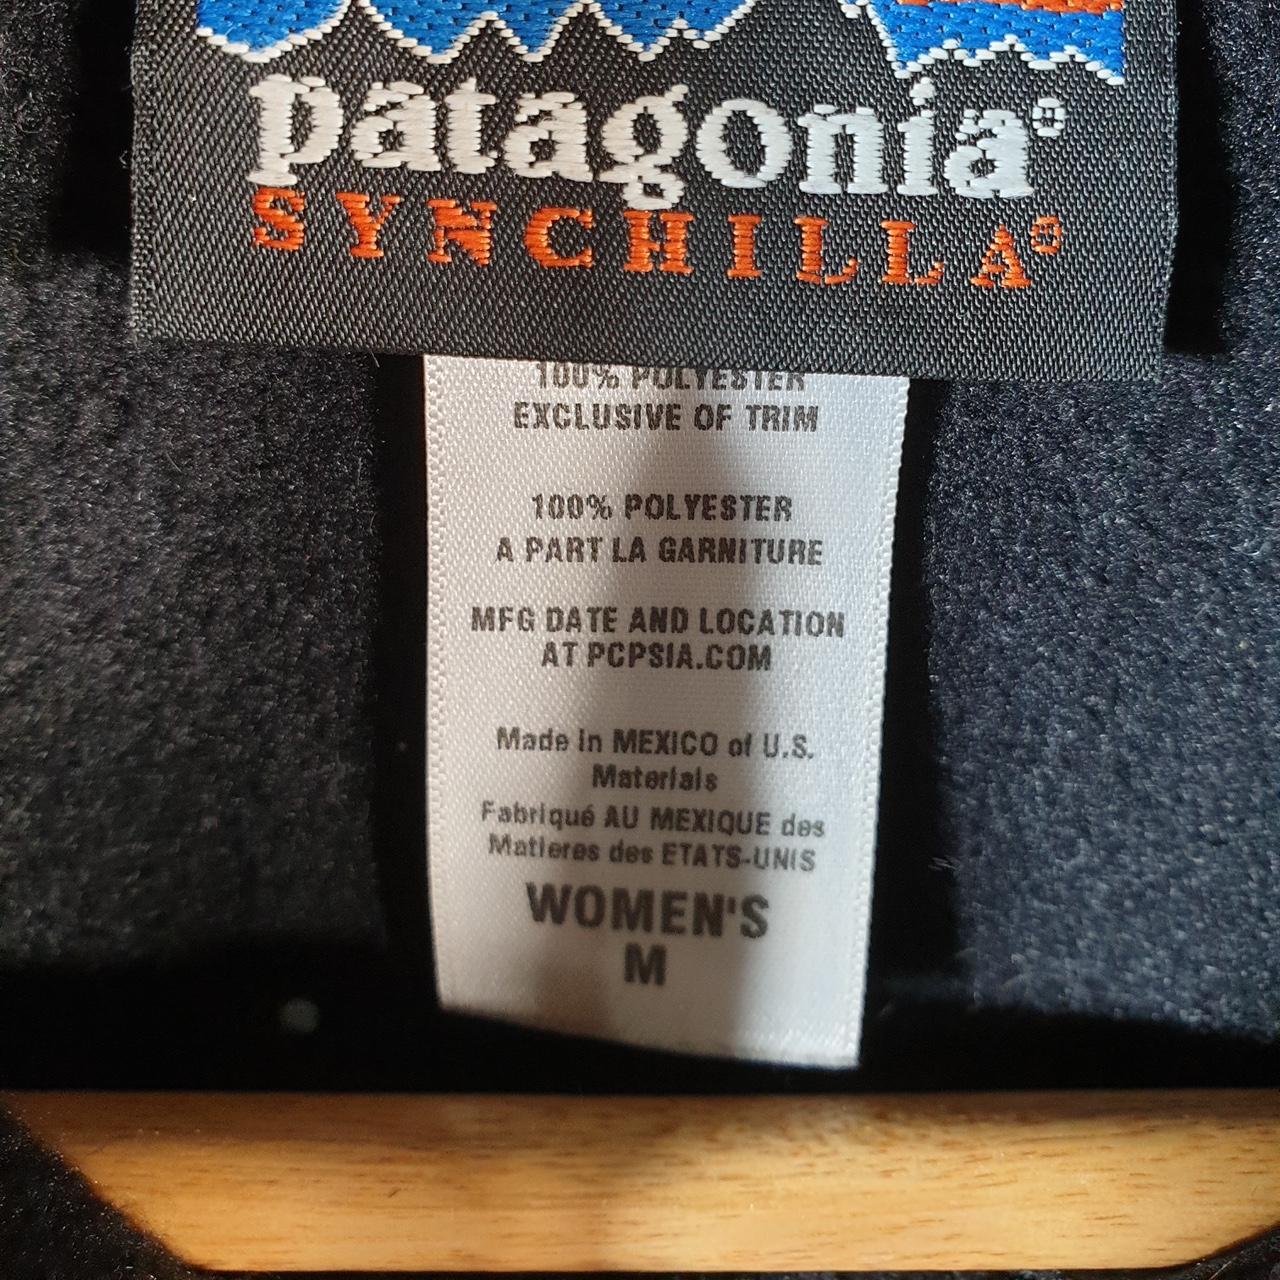 patagonia®
SYNCHILLA®
100% POLYESTER
EXCLUSIVE OF TRIM
100% POLYESTER
A PART LA GARNITURE
MFG DATE AND LOCATION
AT PCPSIA.COM
Made in MEXICO of U.S.
Materials
Fabriqué AU MEXIQUE des
Matieres des ETATS-UNIS
WOMEN'S
M